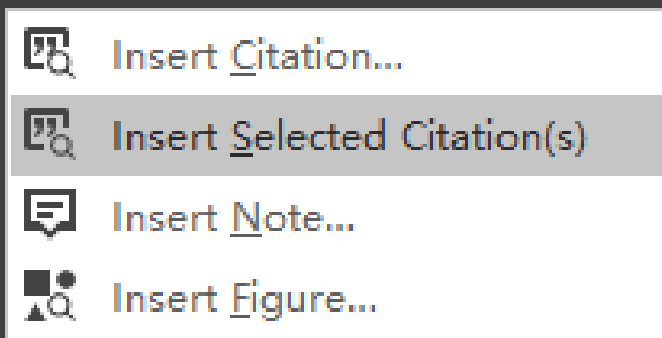 Insert Citation...
Insert Selected Citation(s)
Insert Note...
Insert Figure...